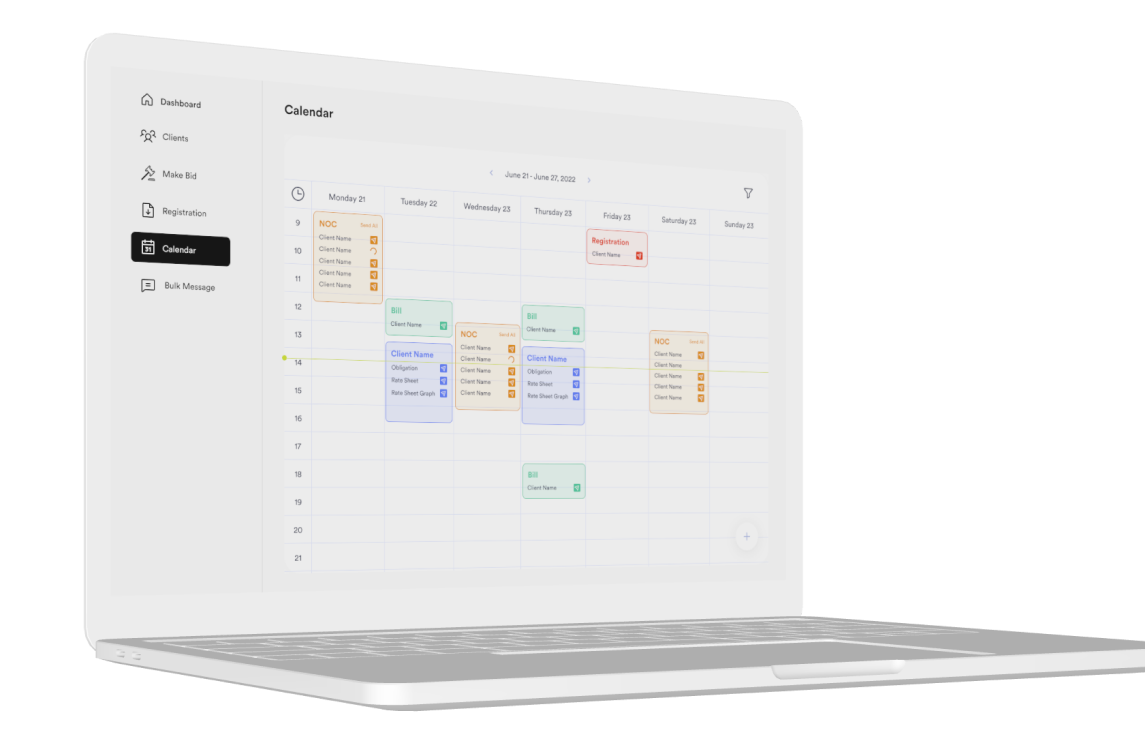 Dashboard
Clients
Make Bid
Registration
31 Calendar
Bulk Message
Calendar
June 21 - June 27, 2022
Monday 21
Tuesday 22
Wednesday 23
Thursday 23
Friday 23
Saturday 23
Sunday 23
9
10
11
12
13
14
15
16
17
18
19
20
21
NOC Send All
Client Name
Client Name
Client Name
Client Name
Client Name
Bill
Client Name
Client Name
Obligation
Rate Sheet
Rate Sheet Graph
NOC Send All
Client Name
Client Name
Client Name
Client Name
Client Name
Bill
Client Name
Client Name
Obligation
Rate Sheet
Rate Sheet Graph
Bill
Client Name
Registration
Client Name
NOC Send All
Client Name
Client Name
Client Name
Client Name
Client Name
+